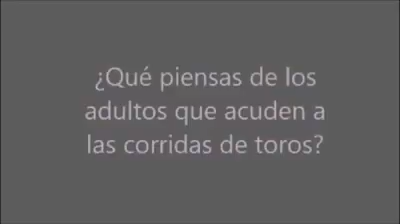 ¿Qué piensas de los
adultos que acuden a
las corridas de toros?